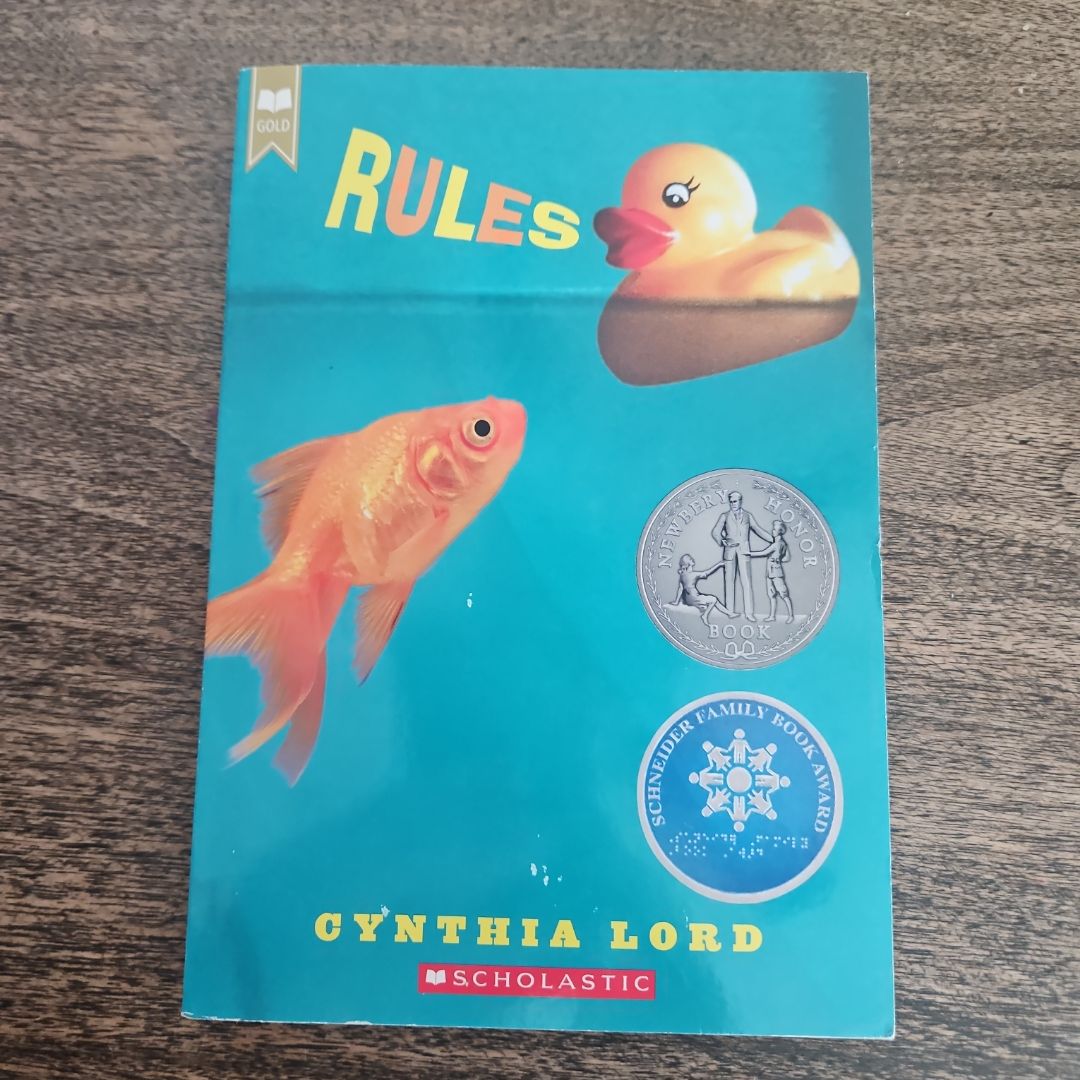 GOLD
RULES
NEWBERY HONOR
BOOK
SCHNEIDER FAMILY BOOK AWARD
CYNTHIA LORD
SCHOLASTIC